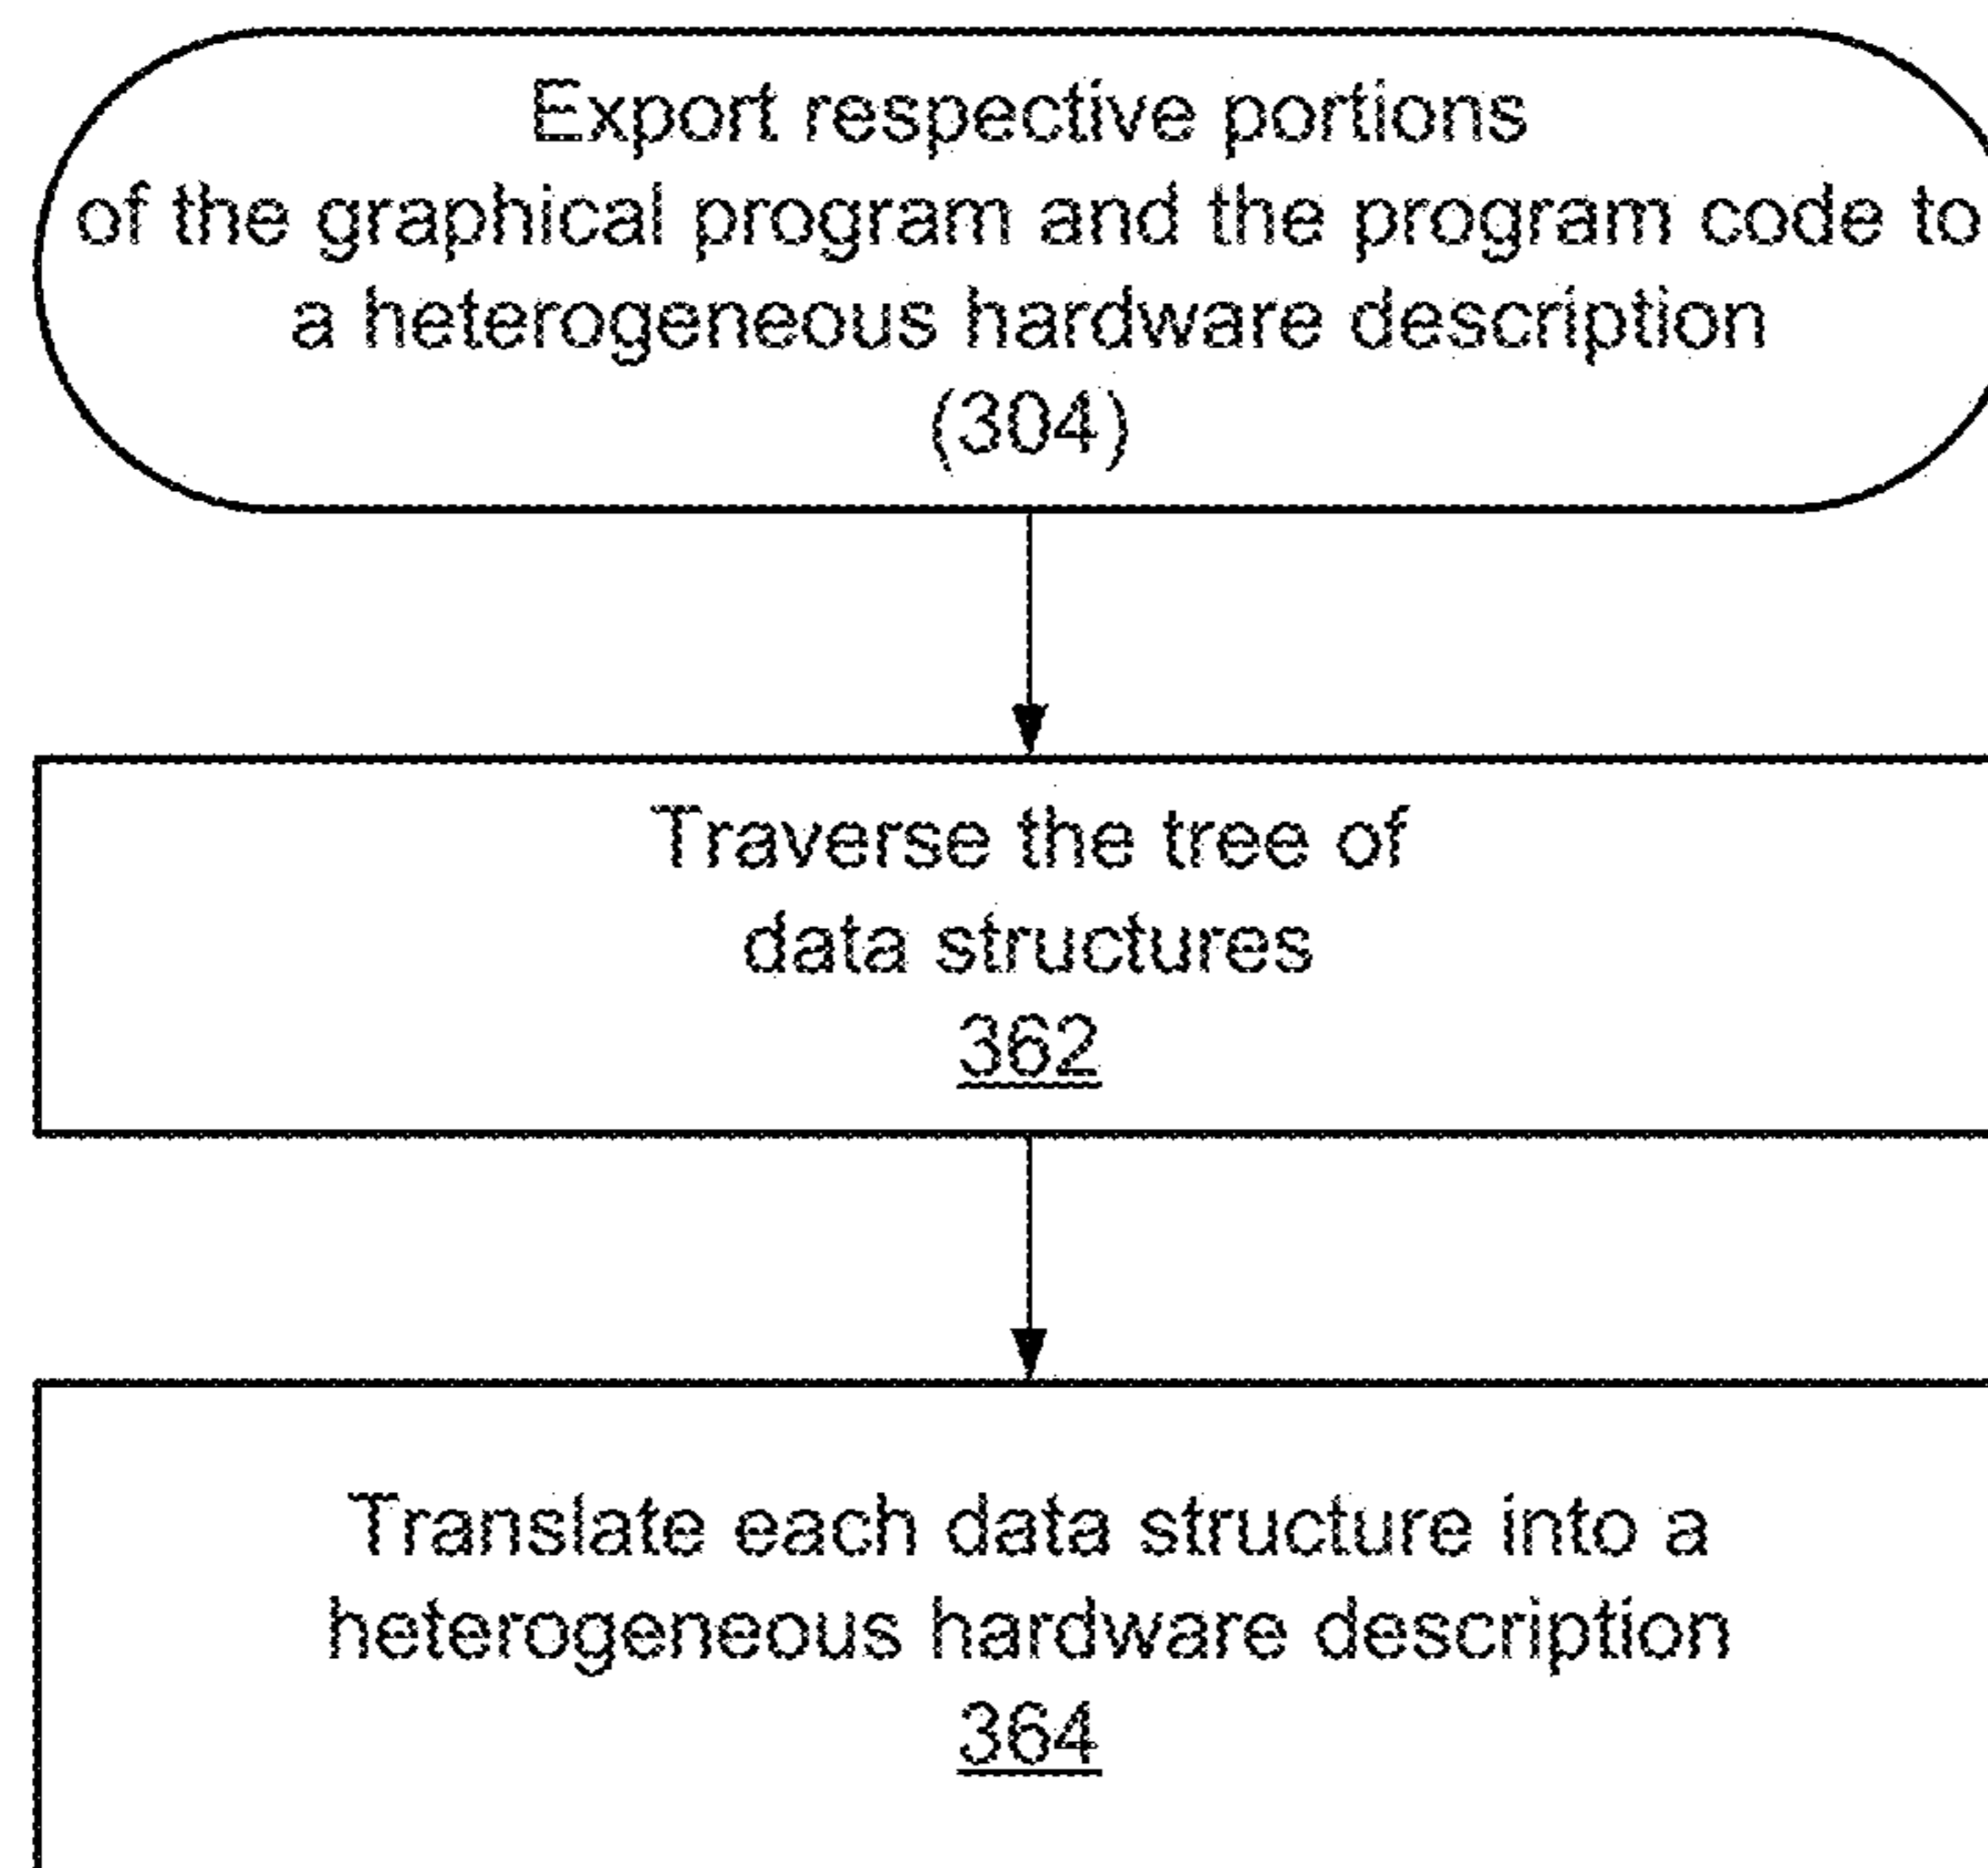 Export respective portions
of the graphical program and the program code to
a heterogeneous hardware description
(304)
Traverse the tree of
data structures
362
Translate each data structure into a
heterogeneous hardware description
364